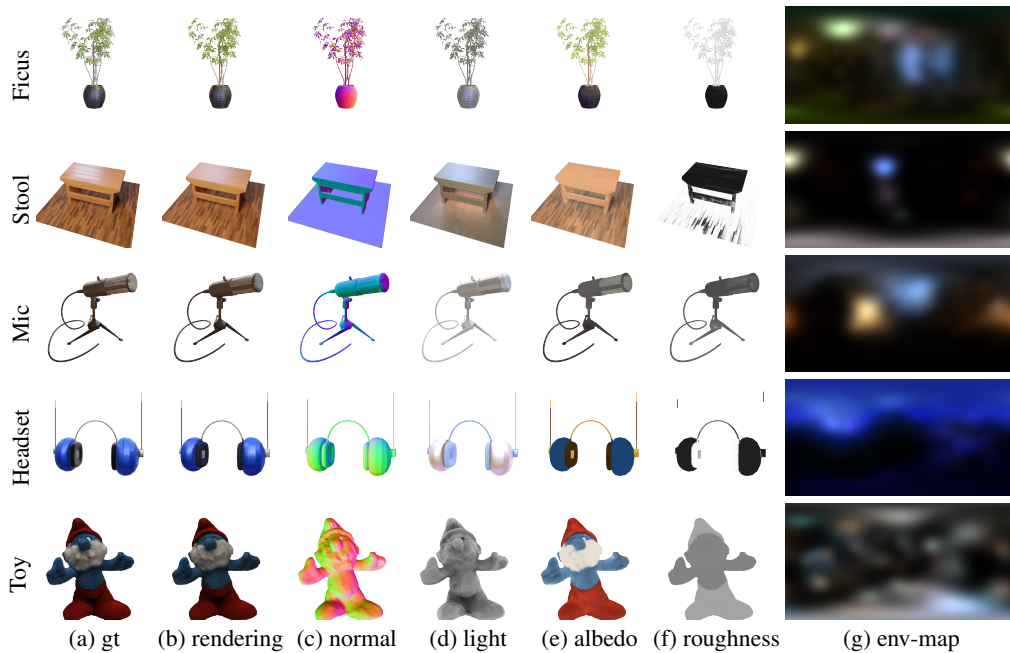 Ficus
Stool
Mic
Headset
Toy
(a) gt (b) rendering (c) normal (d) light (e) albedo (f) roughness (g) env-map